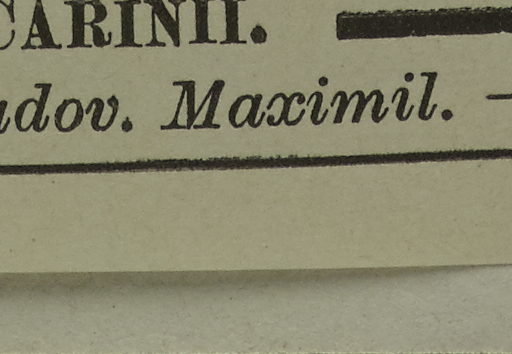 CARINII.
udov. Maximil. —